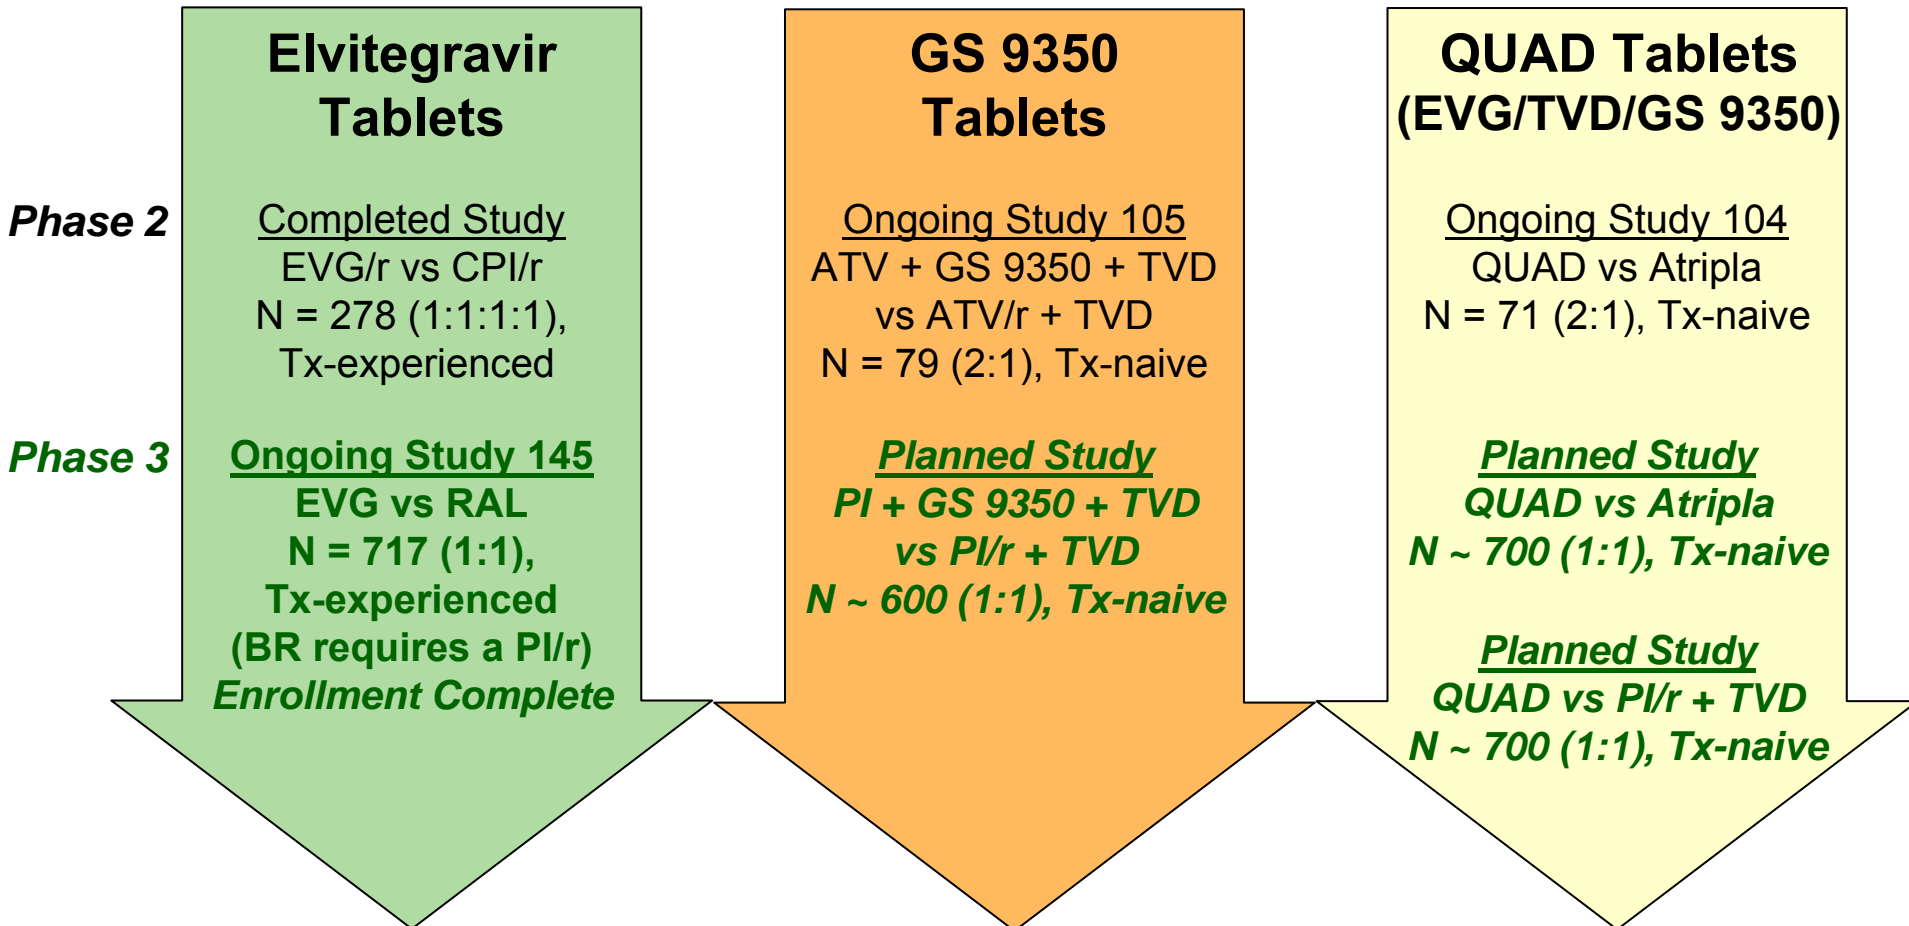 Elvitegravir
Tablets
GS 9350
Tablets
QUAD Tablets
(EVG/TVD/GS 9350)
Phase 2
Completed Study
EVG/r vs CPI/r
N = 278 (1:1:1:1),
Tx-experienced
Ongoing Study 105
ATV + GS 9350 + TVD
vs ATV/r + TVD
N = 79 (2:1), Tx-naive
Ongoing Study 104
QUAD vs Atripla
N = 71 (2:1), Tx-naive
Phase 3
Ongoing Study 145
EVG vs RAL
N = 717 (1:1),
Tx-experienced
(BR requires a PI/r)
Enrollment Complete
Planned Study
PI + GS 9350 + TVD
vs PI/r + TVD
N ~ 600 (1:1), Tx-naive
Planned Study
QUAD vs Atripla
N ~ 700 (1:1), Tx-naive
Planned Study
QUAD vs PI/r + TVD
N ~ 700 (1:1), Tx-naive